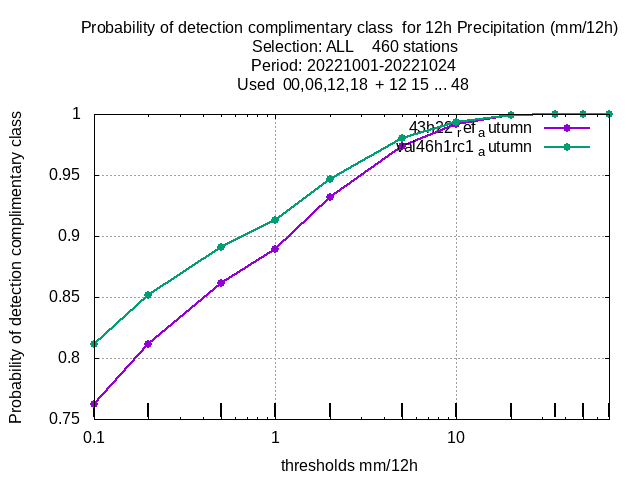 Probability of detection complimentary class for 12h Precipitation (mm/12h)
Selection: ALL 460 stations
Period: 20221001-20221024
Used 00,06,12,18 + 12 15 ... 48
Probability of detection complimentary class
1
0.95
0.9
0.85
0.8
0.75
0.1
1
10
43h22_ref_autumn
val46h1rc1_autumn
thresholds mm/12h